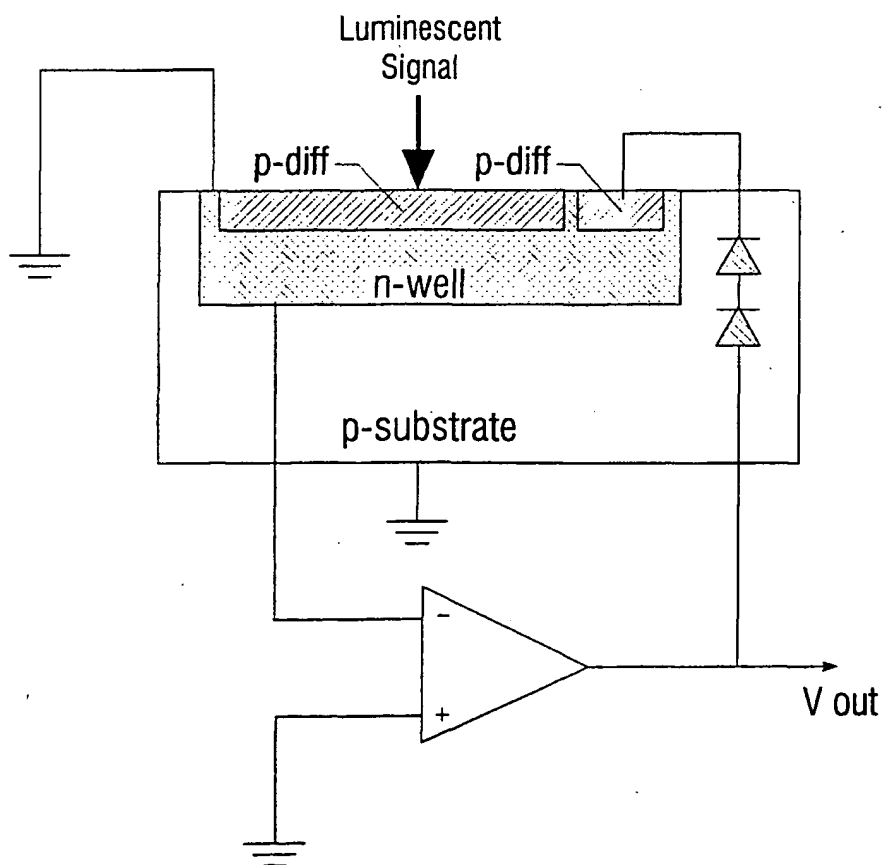 Luminescent
Signal
p-diff
p-diff
n-well
p-substrate
-
+
V out